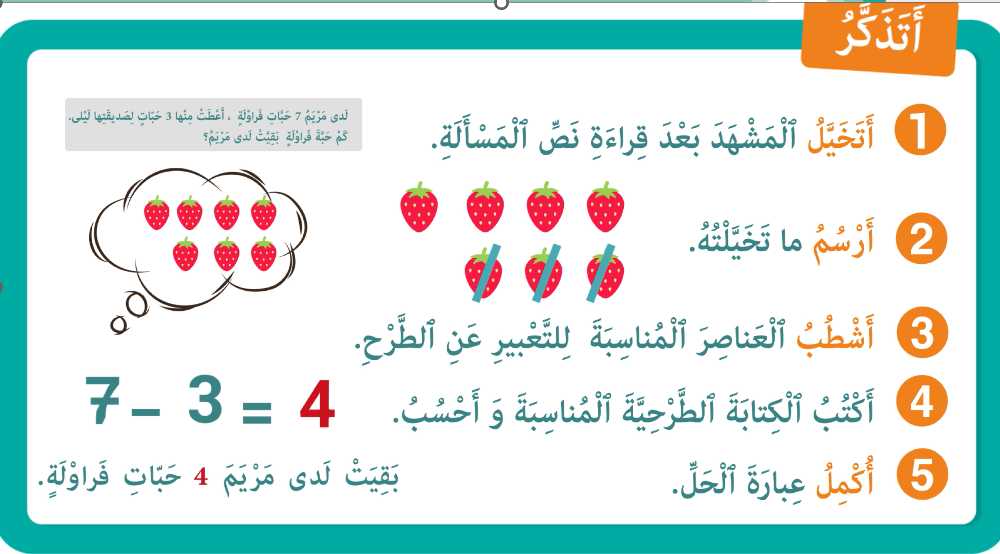 أَتَذَكَّرُ
1 أَتَخَيَّلُ ٱلْمَشْهَدَ بَعْدَ قِراءَةِ نَصِّ ٱلْمَسْأَلَةِ.
لَدى مَرْيَمُ 7 حَبَّاتِ فَراوْلَةٍ ، أَعْطَتْ مِنْها 3 حَبّاتٍ لِصَديقَتِها لَيْلى.
كَمْ حَبَّةَ فَراوْلَةٍ بَقِيَّتْ لَدى مَرْيَمُ؟
2 أَرْسُمُ ما تَخَيَّلْتُهُ.
3 أَشْطُبُ ٱلْعَناصِرَ ٱلْمُناسِبَةَ لِلتَّعْبيرِ عَنِ ٱلطَّرْحِ.
4 أَكْتُبُ ٱلْكِتابَةَ ٱلطَّرْحِيَّةَ ٱلْمُناسِبَةَ وَ أَحْسُبُ.
7 – 3 = 4
5 أُكْمِلُ عِبارَةَ ٱلْحَلِّ.
بَقِيَتْ لَدى مَرْيَمَ 4 حَبّاتِ فَراوْلَةٍ.